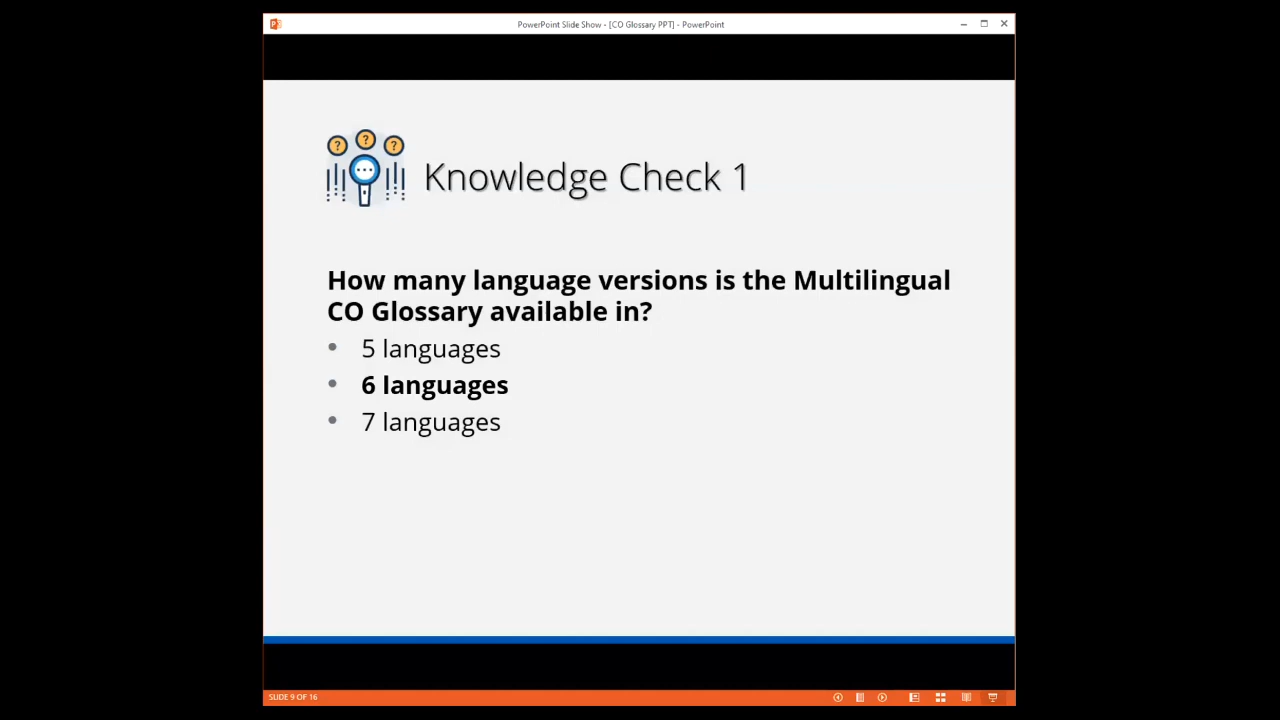 PowerPoint Slide Show - [CO Glossary PPT] - PowerPoint
? ? ?
Knowledge Check 1
How many language versions is the Multilingual
CO Glossary available in?
• 5 languages
• 6 languages
• 7 languages
SLIDE 9 OF 16